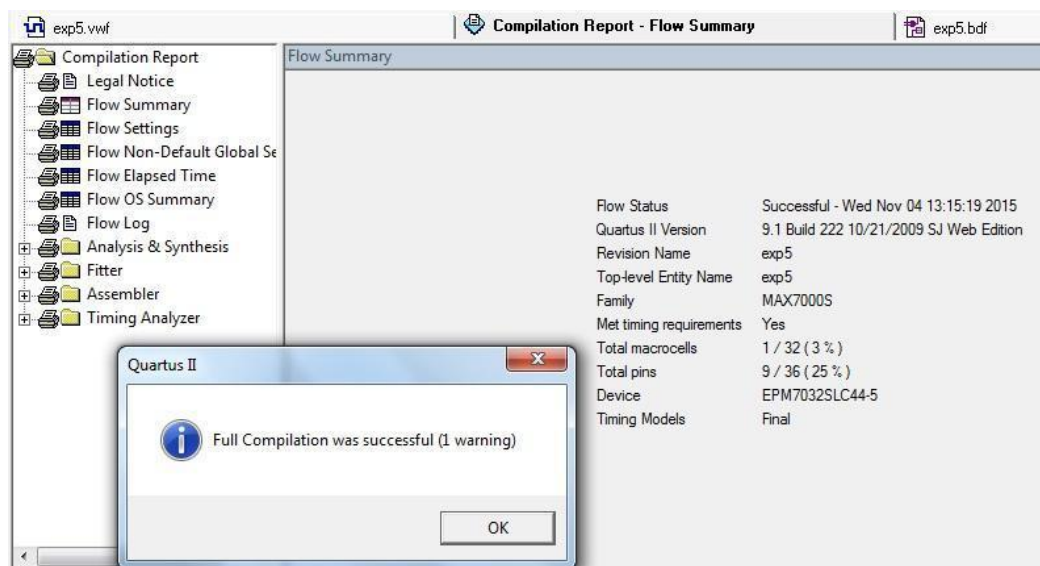 exp5.vwf
Compilation Report - Flow Summary
exp5.bdf
Compilation Report
Legal Notice
Flow Summary
Flow Settings
Flow Non-Default Global Se
Flow Elapsed Time
Flow OS Summary
Flow Log
Analysis & Synthesis
Fitter
Assembler
Timing Analyzer
Flow Summary
Flow Status Successful - Wed Nov 04 13:15:19 2015
Quartus II Version 9.1 Build 222 10/21/2009 SJ Web Edition
Revision Name exp5
Top-level Entity Name exp5
Family MAX7000S
Met timing requirements Yes
Total macrocells 1 / 32 ( 3 % )
Total pins 9 / 36 ( 25 % )
Device EPM7032SLC44-5
Timing Models Final
Quartus II
Full Compilation was successful (1 warning)
OK